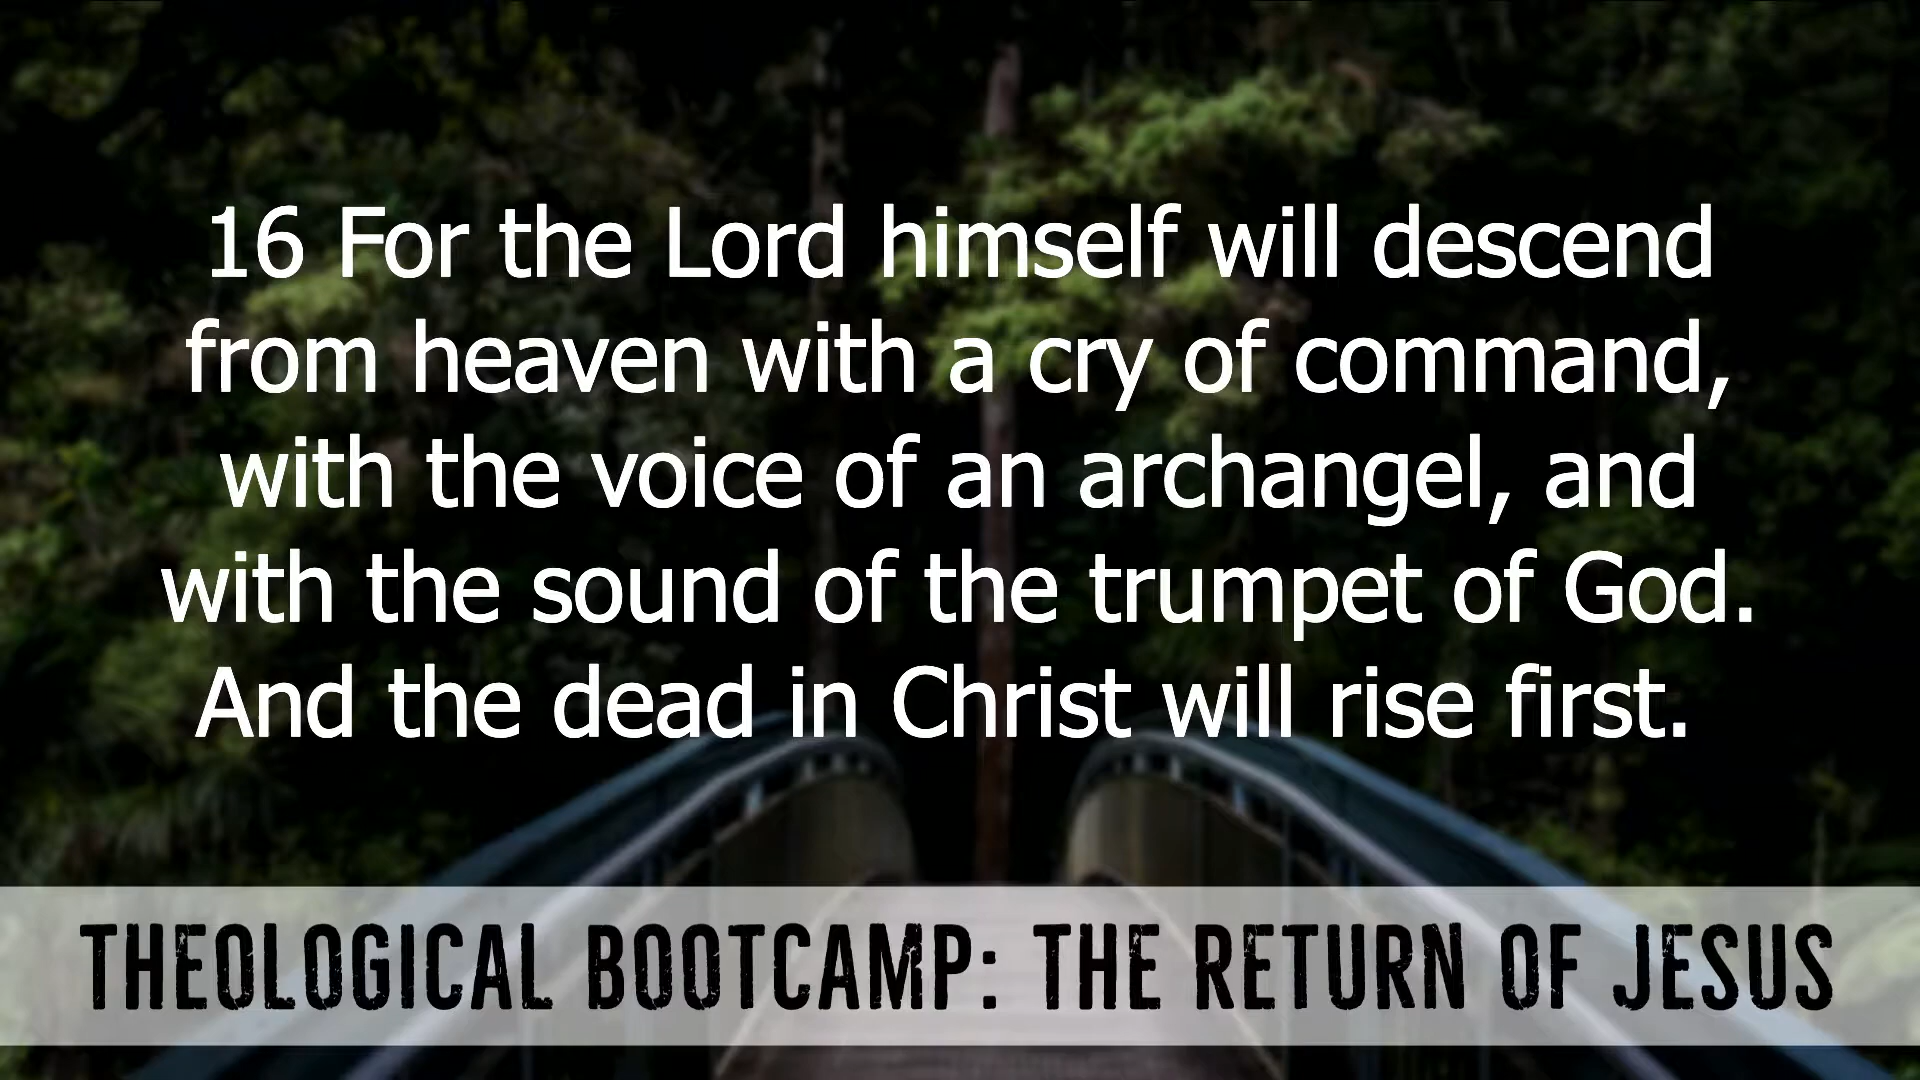 16 For the Lord himself will descend
from heaven with a cry of command,
with the voice of an archangel, and
with the sound of the trumpet of God.
And the dead in Christ will rise first.
THEOLOGICAL BOOTCAMP: THE RETURN OF JESUS